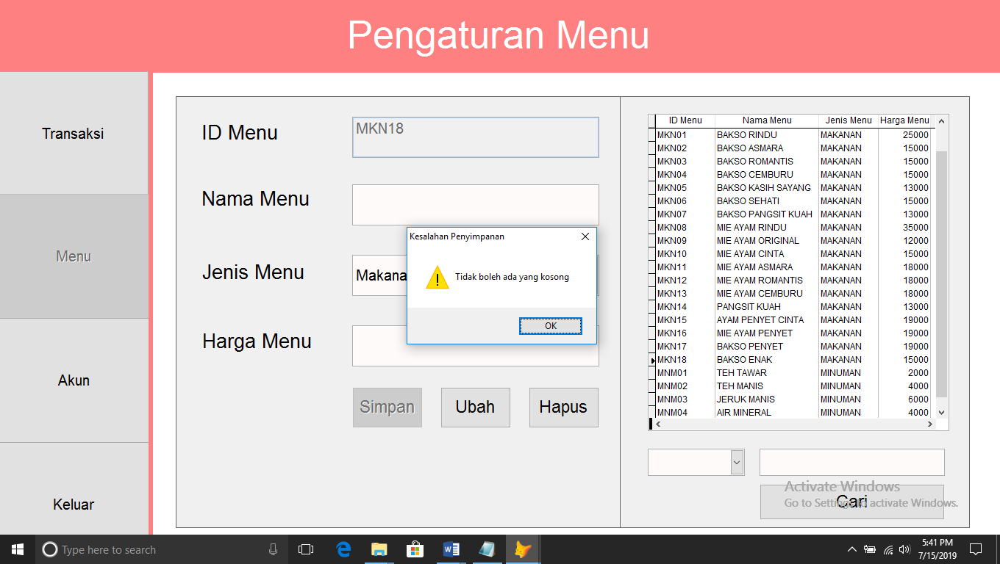 Pengaturan Menu
Transaksi
Menu
Akun
Keluar
ID Menu
MKN18
Nama Menu
Jenis Menu
Makana
Harga Menu
Simpan
Ubah
Hapus
Kesalahan Penyimpanan
Tidak boleh ada yang kosong
OK
ID Menu Nama Menu Jenis Menu Harga Menu
MKN01 BAKSO RINDU MAKANAN 25000
MKN02 BAKSO ASMARA MAKANAN 15000
MKN03 BAKSO ROMANTIS MAKANAN 15000
MKN04 BAKSO CEMBURU MAKANAN 15000
MKN05 BAKSO KASIH SAYANG MAKANAN 13000
MKN06 BAKSO SEHATI MAKANAN 15000
MKN07 BAKSO PANGSIT KUAH MAKANAN 13000
MKN08 MIE AYAM RINDU MAKANAN 35000
MKN09 MIE AYAM ORIGINAL MAKANAN 12000
MKN10 MIE AYAM CINTA MAKANAN 15000
MKN11 MIE AYAM ASMARA MAKANAN 18000
MKN12 MIE AYAM ROMANTIS MAKANAN 18000
MKN13 MIE AYAM CEMBURU MAKANAN 18000
MKN14 PANGSIT KUAH MAKANAN 13000
MKN15 AYAM PENYET CINTA MAKANAN 19000
MKN16 MIE AYAM PENYET MAKANAN 19000
MKN17 BAKSO PENYET MAKANAN 19000
MKN18 BAKSO ENAK MAKANAN 15000
MNM01 TEH TAWAR MINUMAN 2000
MNM02 TEH MANIS MINUMAN 4000
MNM03 JERUK MANIS MINUMAN 6000
MNM04 AIR MINERAL MINUMAN 4000
Cari
Activate Windows
Go to Settings to activate Windows.
Type here to search
5:41 PM
7/15/2019